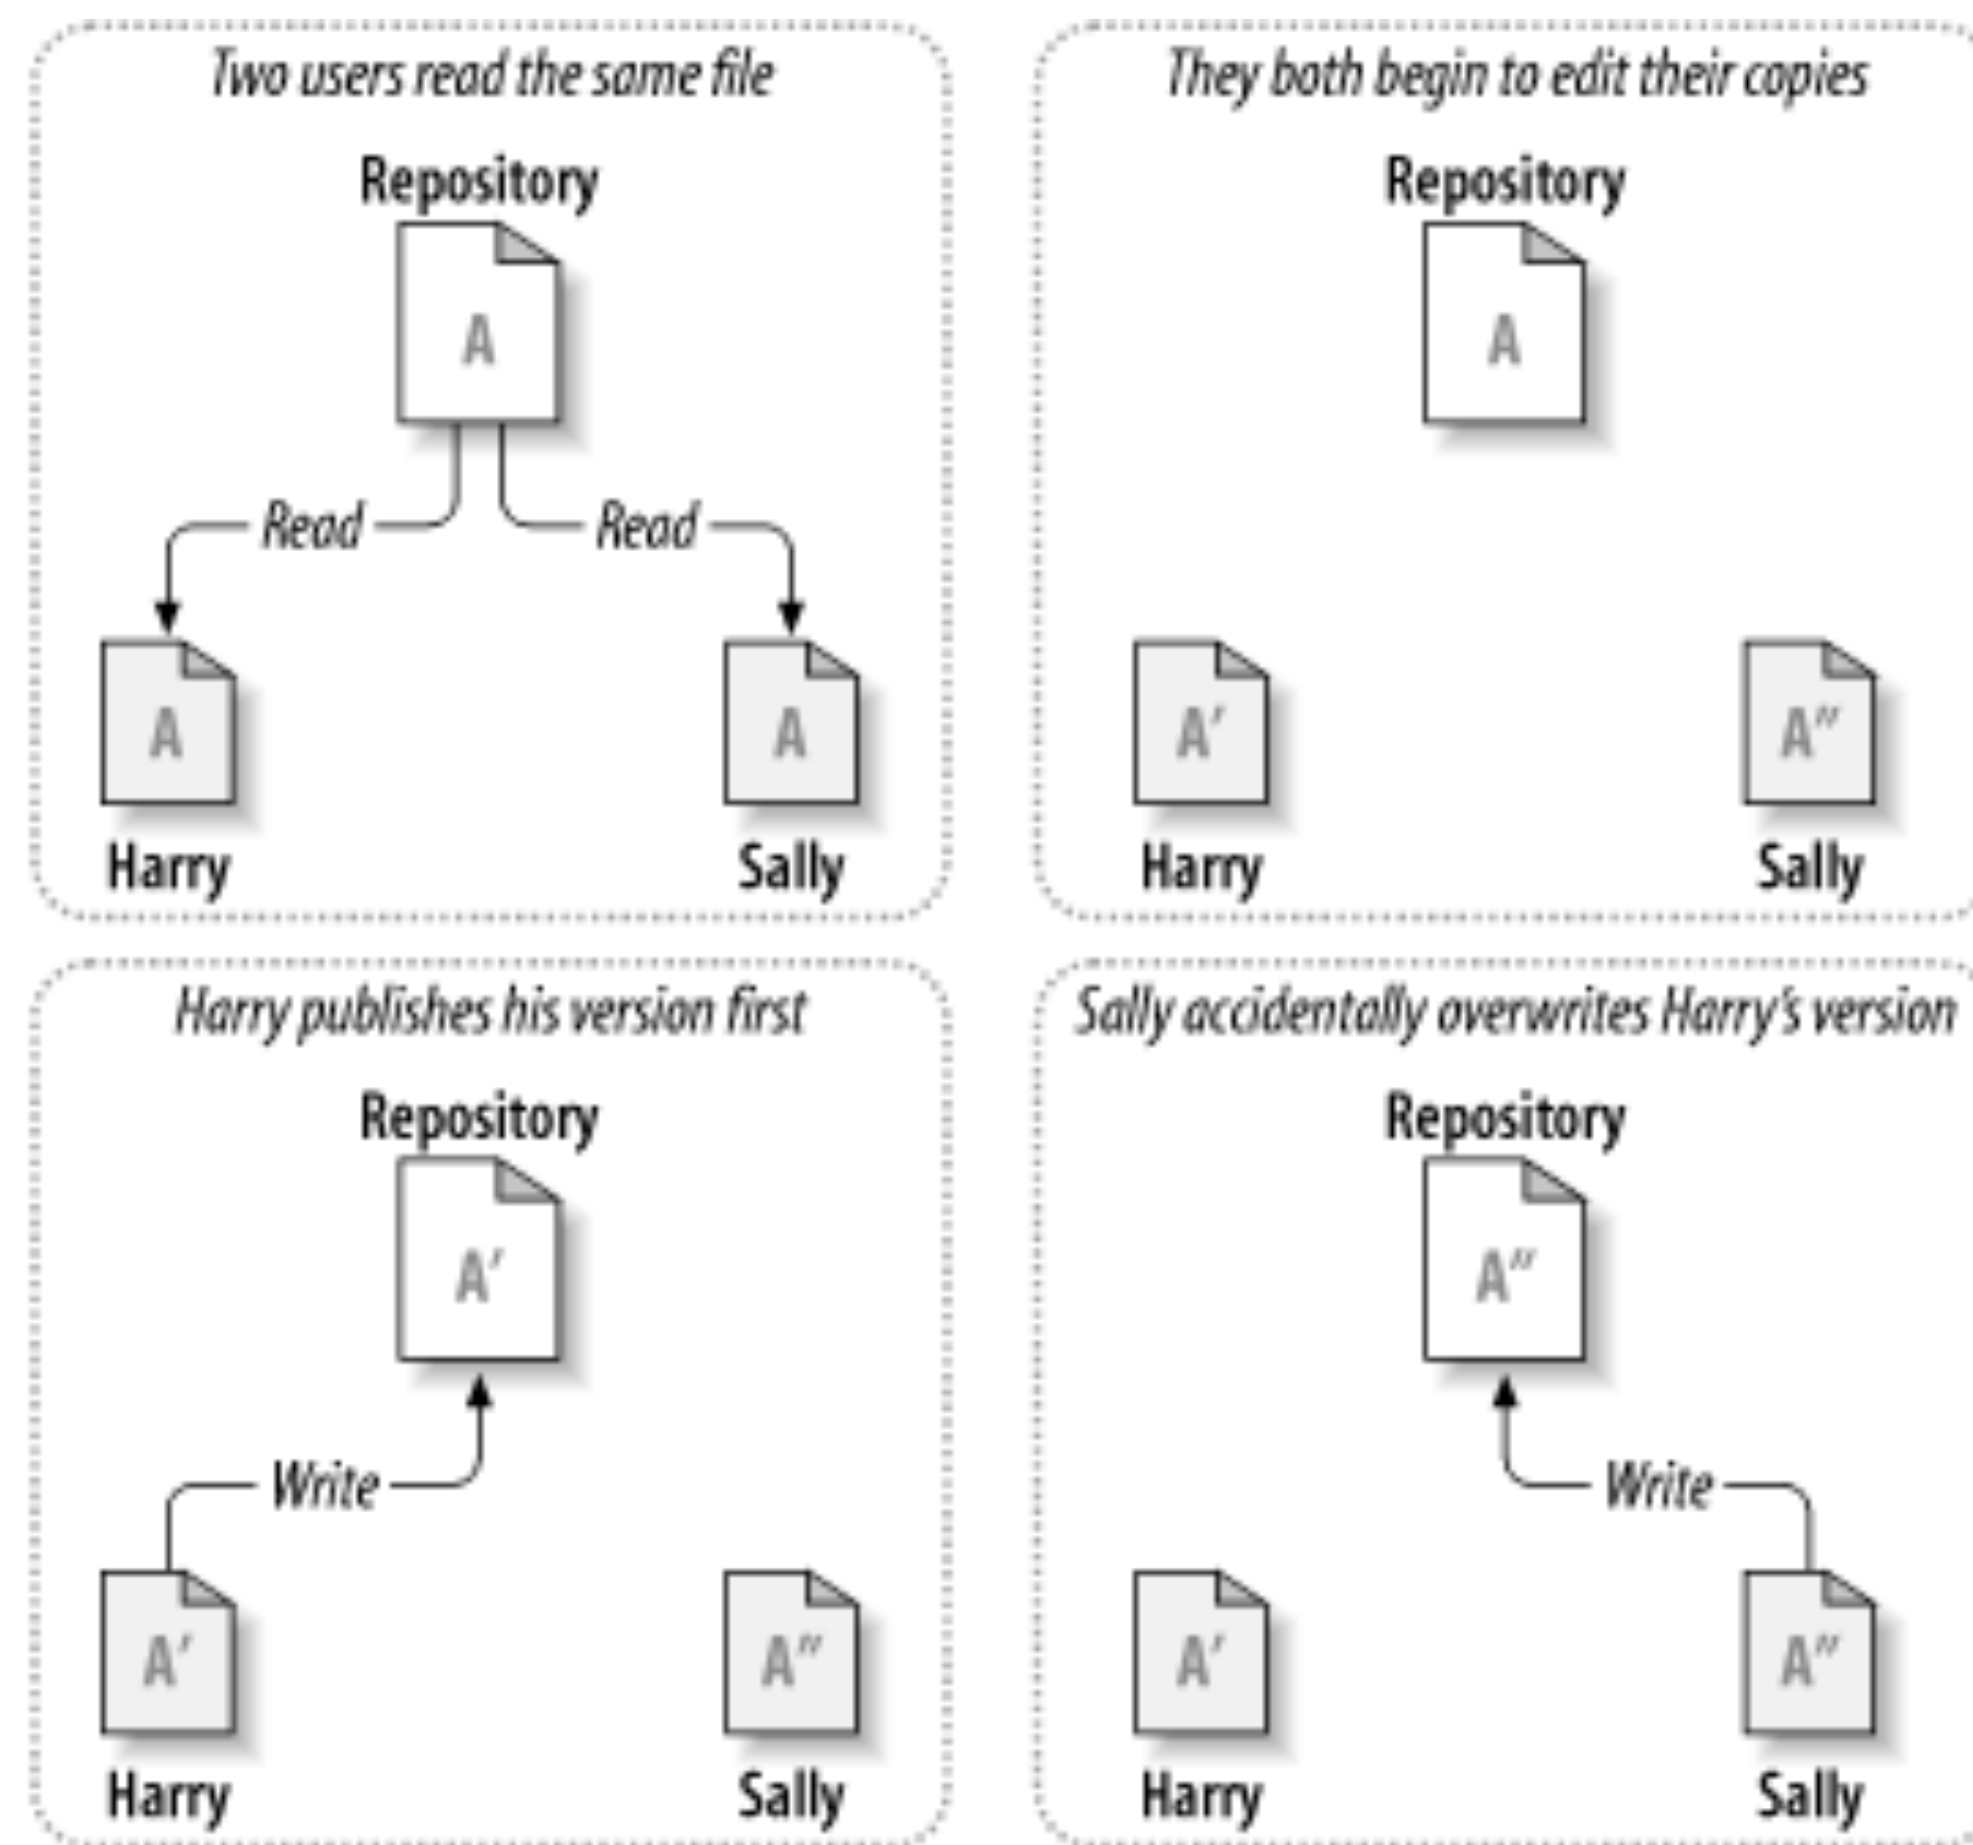 Two users read the same file
Repository
A
Read
Read
A
A
Harry
Sally
They both begin to edit their copies
Repository
A
A′
A″
Harry
Sally
Harry publishes his version first
Repository
A′
Write
A′
A″
Harry
Sally
Sally accidentally overwrites Harry's version
Repository
A″
Write
A′
A″
Harry
Sally